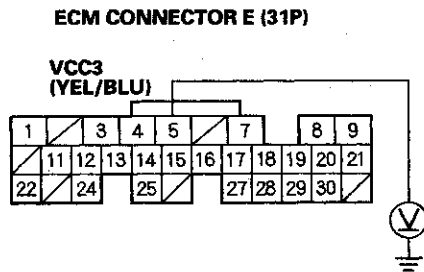 ECM CONNECTOR E (31P)
VCC3
(YEL/BLU)
1 3 4 5 7 8 9
11 12 13 14 15 16 17 18 19 20 21
22 24 25 27 28 29 30
V